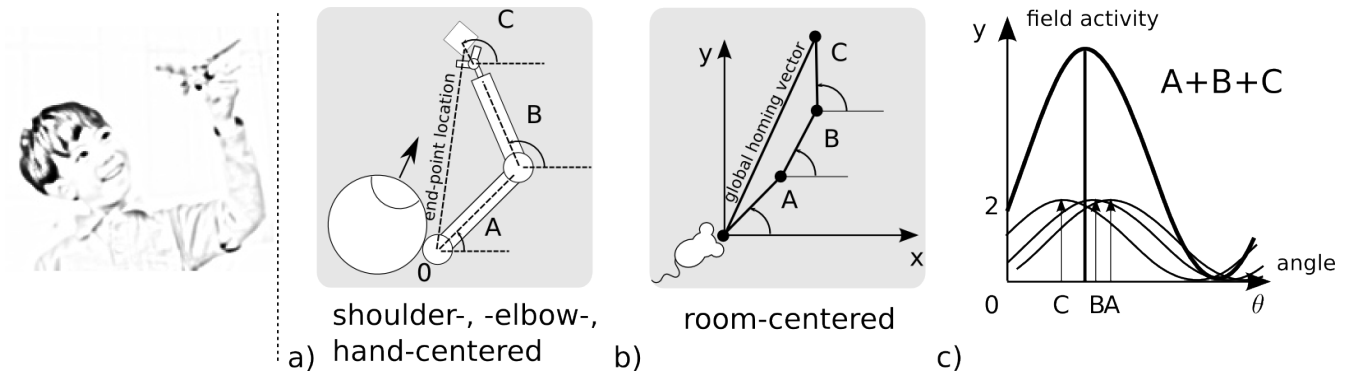 C
B
end-point location
A
0
shoulder-, -elbow-,
hand-centered
a)
y
C
global homing vector
B
A
x
room-centered
b)
field activity
y
A+B+C
2
angle
0 C BA θ
c)